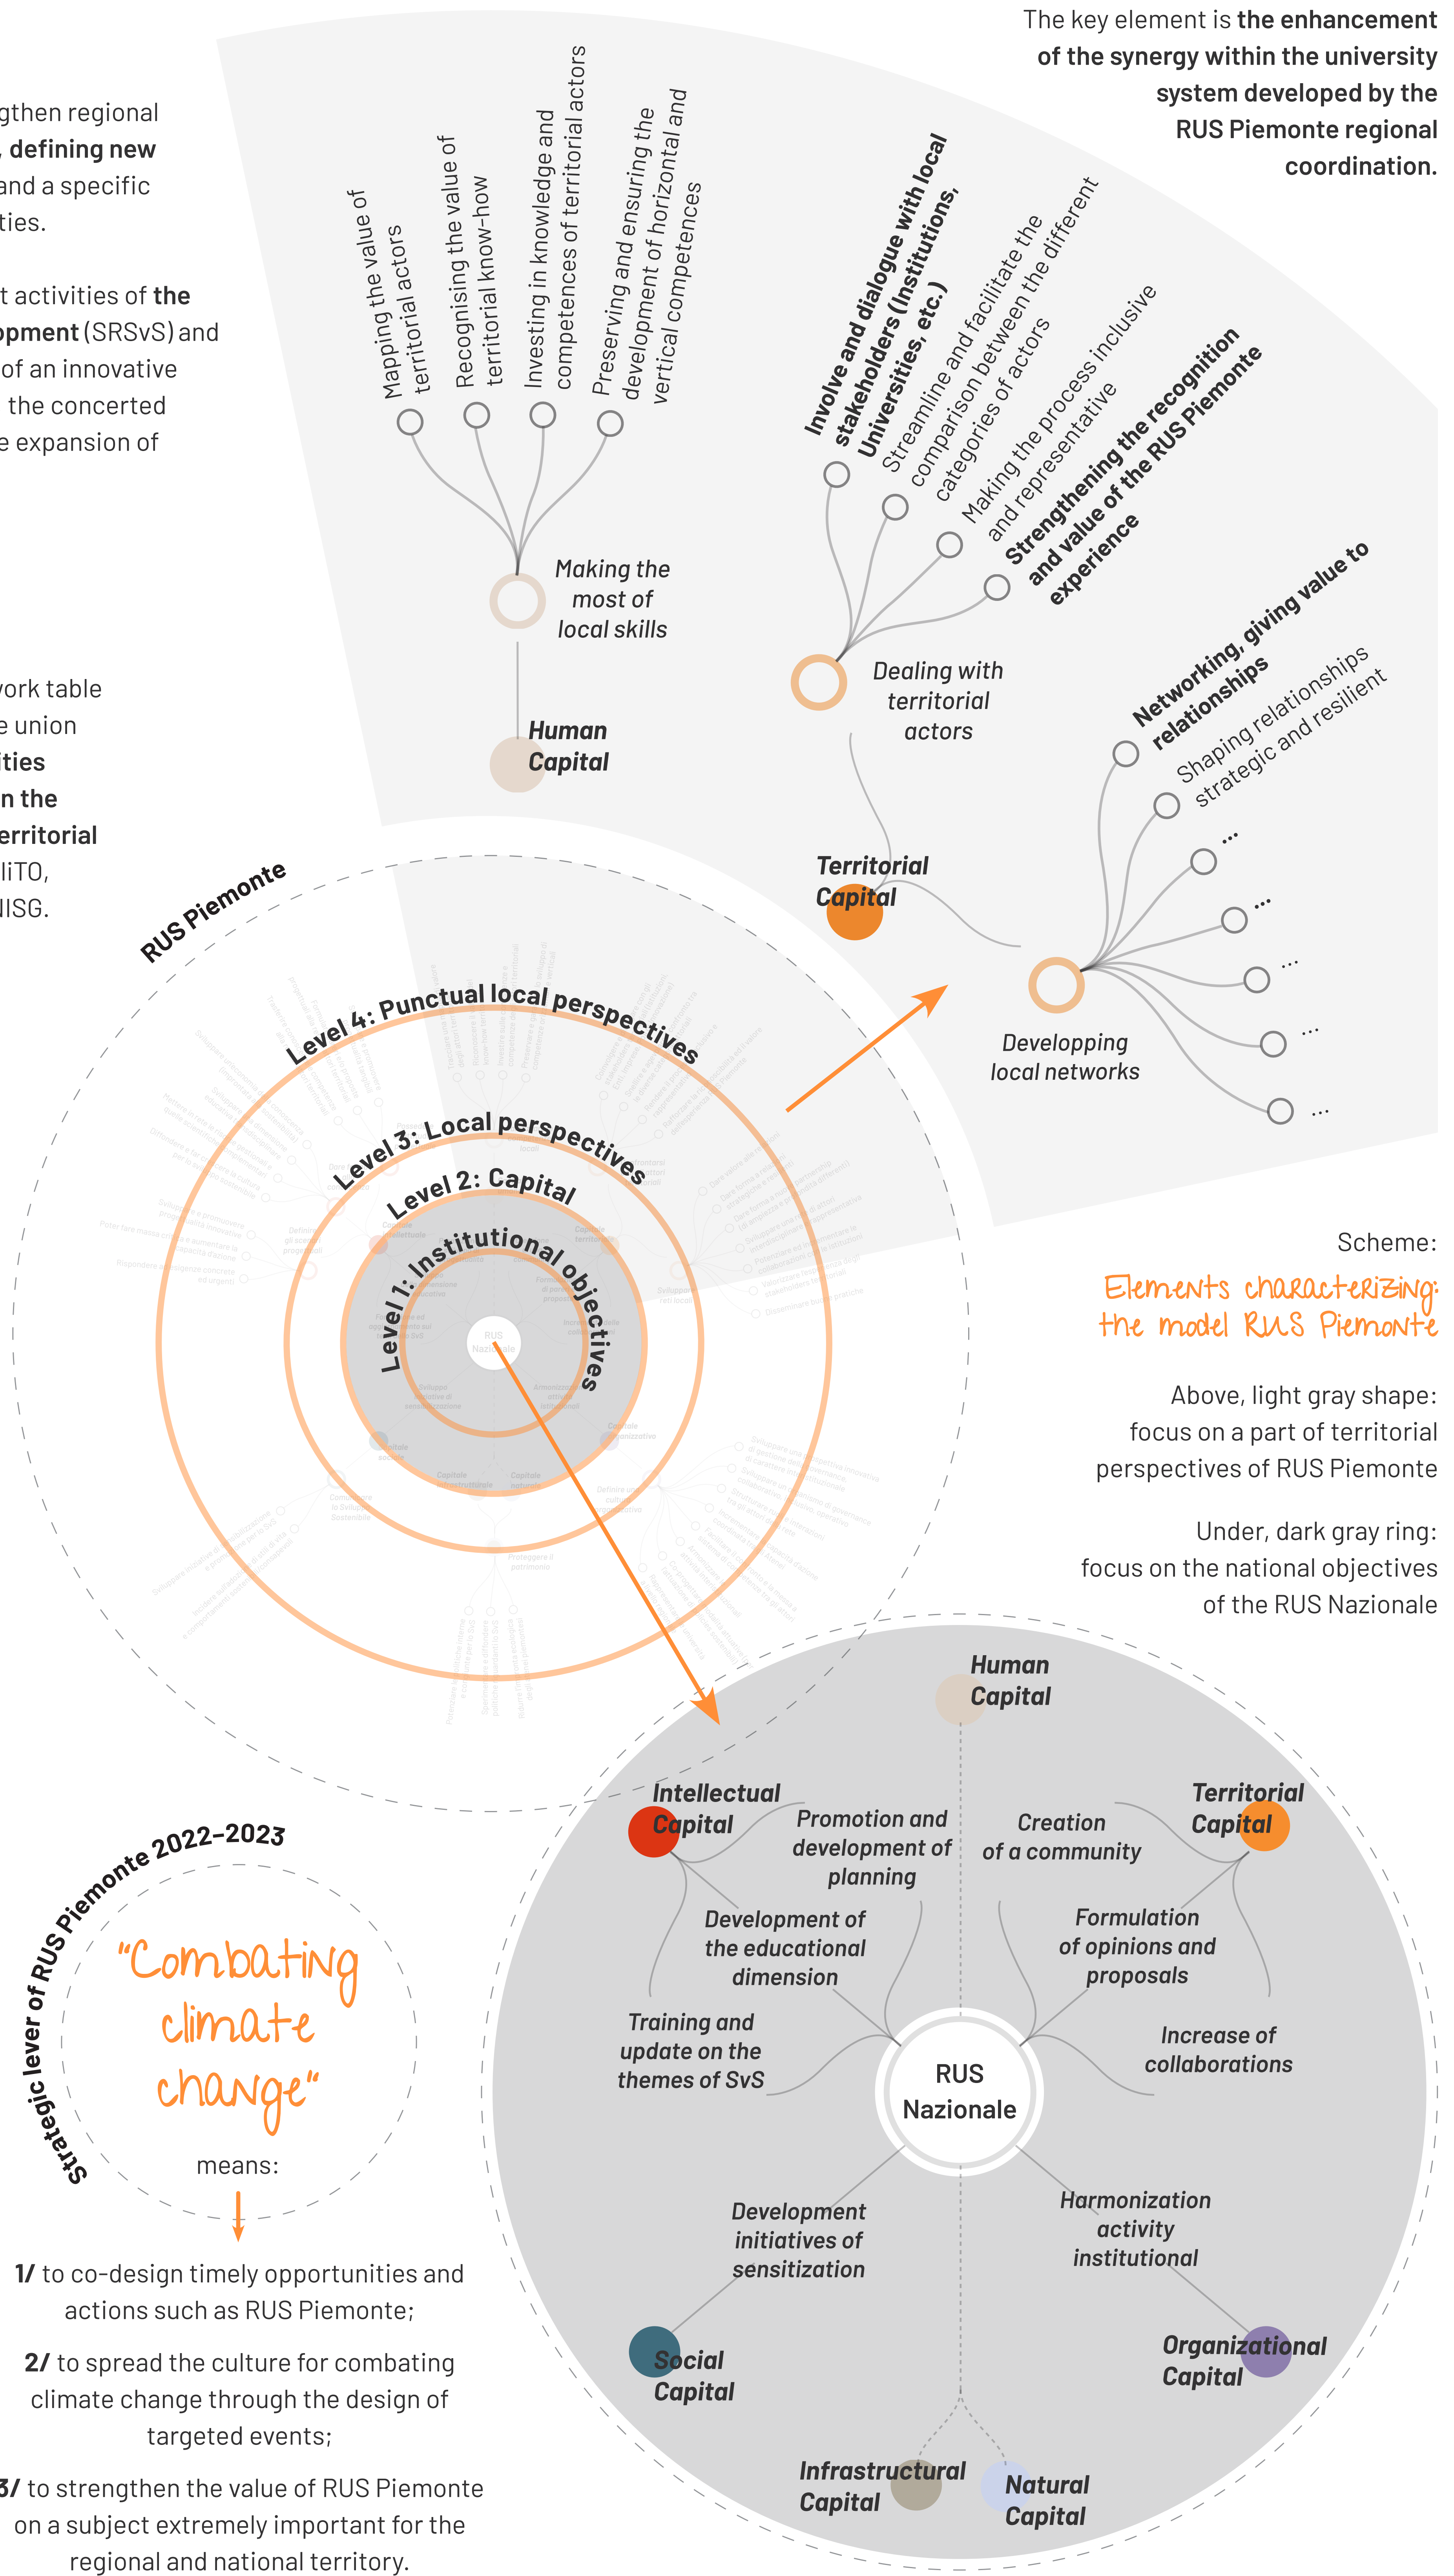 The key element is the enhancement
of the synergy within the university
system developed by the
RUS Piemonte regional
coordination.
gthen regional
, defining new
and a specific
ties.
t activities of the
opment (SRSvS) and
of an innovative
the concerted
e expansion of
Mapping the value of
territorial actors
Recognising the value of
territorial know-how
Investing in knowledge and
competences of territorial actors
Preserving and ensuring the
development of horizontal and
vertical competences
Involve and dialogue with local
stakeholders (Institutions,
Universities, etc.)
Streamline and facilitate the
comparison between the different
categories of actors
Making the process inclusive
and representative
Strengthening the recognition
and value of the RUS Piemonte
experience
Networking, giving value to
relationships
Shaping relationships
strategic and resilient
...
...
...
...
...
Making the
most of
local skills
Human
Capital
Dealing with
territorial
actors
Territorial
Capital
Developping
local networks
work table
e union
ities
n the
erritorial
liTO,
NISG.
RUS Piemonte
Level 4: Punctual local perspectives
Level 3: Local perspectives
Level 2: Capital
Level 1: Institutional objectives
RUS
Nazionale
Scheme:
Elements characterizing:
the model RUS Piemonte
Above, light gray shape:
focus on a part of territorial
perspectives of RUS Piemonte
Under, dark gray ring:
focus on the national objectives
of the RUS Nazionale
Human
Capital
Intellectual
Capital
Territorial
Capital
Promotion and
development of
planning
Creation
of a community
Development of
the educational
dimension
Formulation
of opinions and
proposals
Training and
update on the
themes of SvS
Increase of
collaborations
RUS
Nazionale
Development
initiatives of
sensitization
Harmonization
activity
institutional
Social
Capital
Organizational
Capital
Infrastructural
Capital
Natural
Capital
Strategic lever of RUS Piemonte 2022-2023
"Combating
climate
change"
means:
1/ to co-design timely opportunities and
actions such as RUS Piemonte;
2/ to spread the culture for combating
climate change through the design of
targeted events;
3/ to strengthen the value of RUS Piemonte
on a subject extremely important for the
regional and national territory.